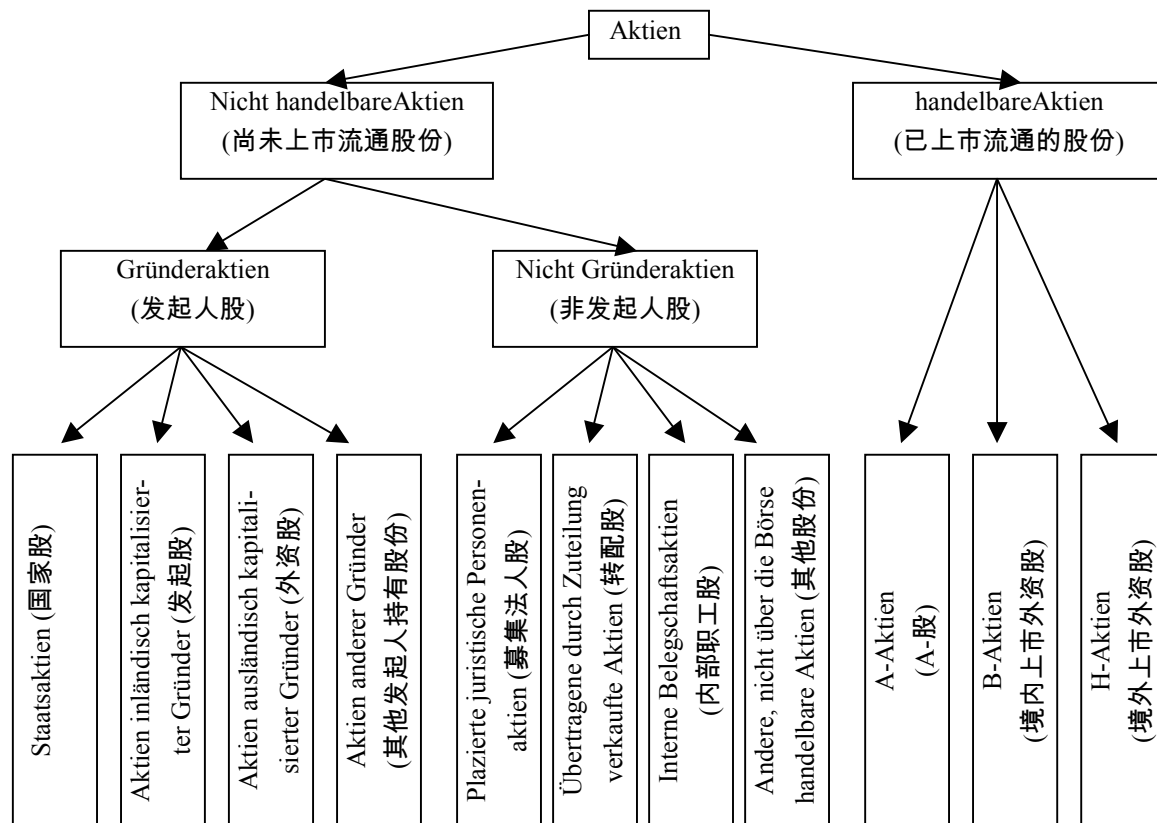 Aktien
Nicht handelbareAktien
(尚未上市流通股份)
handelbareAktien
(已上市流通的股份)
Gründeraktien
(发起人股)
Nicht Gründeraktien
(非发起人股)
Staatsaktien (国家股)
Aktien inländisch kapitalisier-
ter Gründer (发起股)
Aktien ausländisch kapitali-
sierter Gründer (外资股)
Aktien anderer Gründer
(其他发起人持有股份)
Plazierte juristische Personen-
aktien (募集法人股)
Übertragene durch Zuteilung
verkaufte Aktien (转配股)
Interne Belegschaftsaktien
(内部职工股)
Andere, nicht über die Börse
handelbare Aktien (其他股份)
A-Aktien
(A-股)
B-Aktien
(境内上市外资股)
H-Aktien
(境外上市外资股)